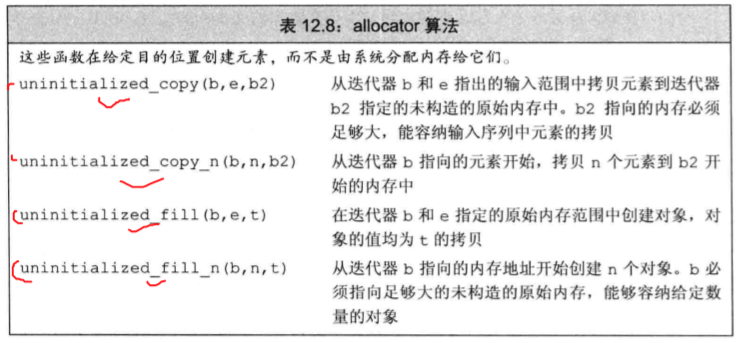 表 12.8：allocator 算法
这些函数在给定目的位置创建元素，而不是由系统分配内存给它们。
uninitialized_copy(b,e,b2) 从迭代器 b 和 e 指出的输入范围中拷贝元素到迭代器
b2 指定的未构造的原始内存中。b2 指向的内存必须
足够大，能容纳输入序列中元素的拷贝
uninitialized_copy_n(b,n,b2) 从迭代器 b 指向的元素开始，拷贝 n 个元素到 b2 开
始的内存中
uninitialized_fill(b,e,t) 在迭代器 b 和 e 指定的原始内存范围中创建对象，对
象的值均为 t 的拷贝
uninitialized_fill_n(b,n,t) 从迭代器 b 指向的内存地址开始创建 n 个对象。b 必
须指向足够大的未构造的原始内存，能够容纳给定数
量的对象